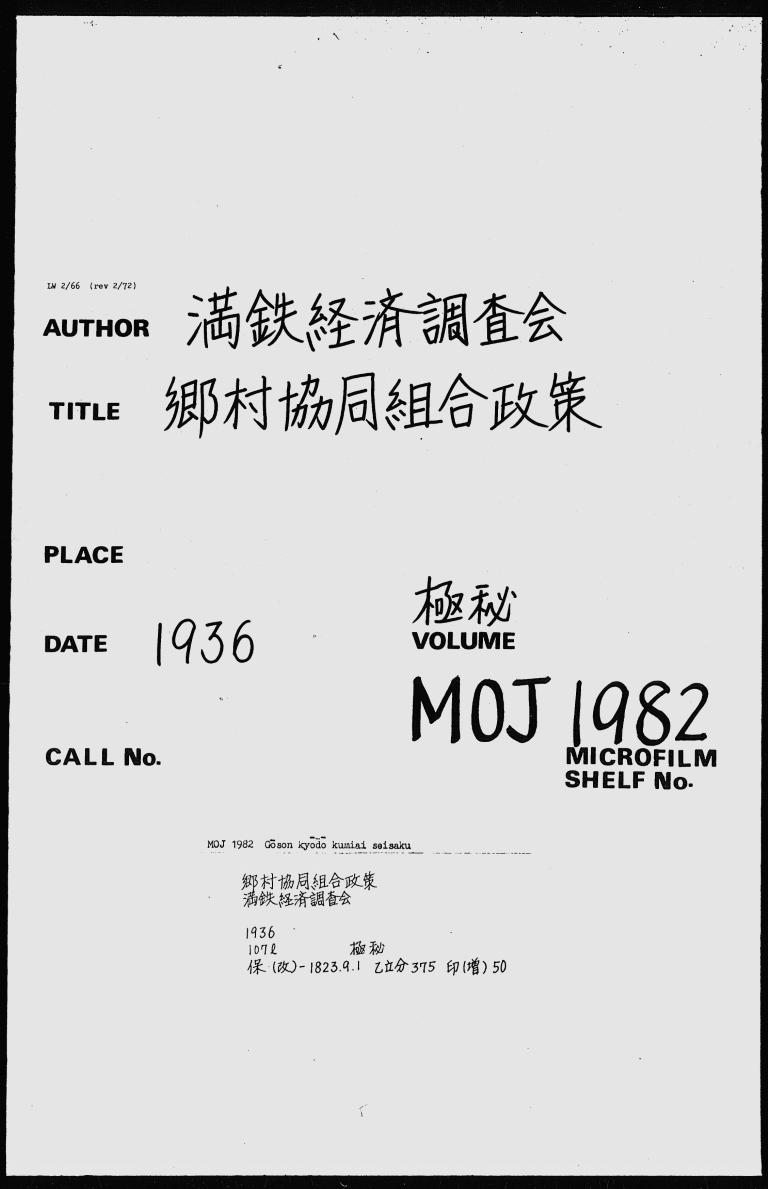 LW 2/66 (rev 2/72)
AUTHOR 満鉄経済調査会
TITLE 郷村協同組合政策
PLACE
極秘
DATE 1936 VOLUME
MOJ 1982
CALL No. MICROFILM
SHELF No.
MOJ 1982 Gōson kyōdō kumiai seisaku
郷村協同組合政策
満鉄経済調査会
1936
107ℓ 極秘
保(改)-1823.9.1 乙立分375 印(増)50